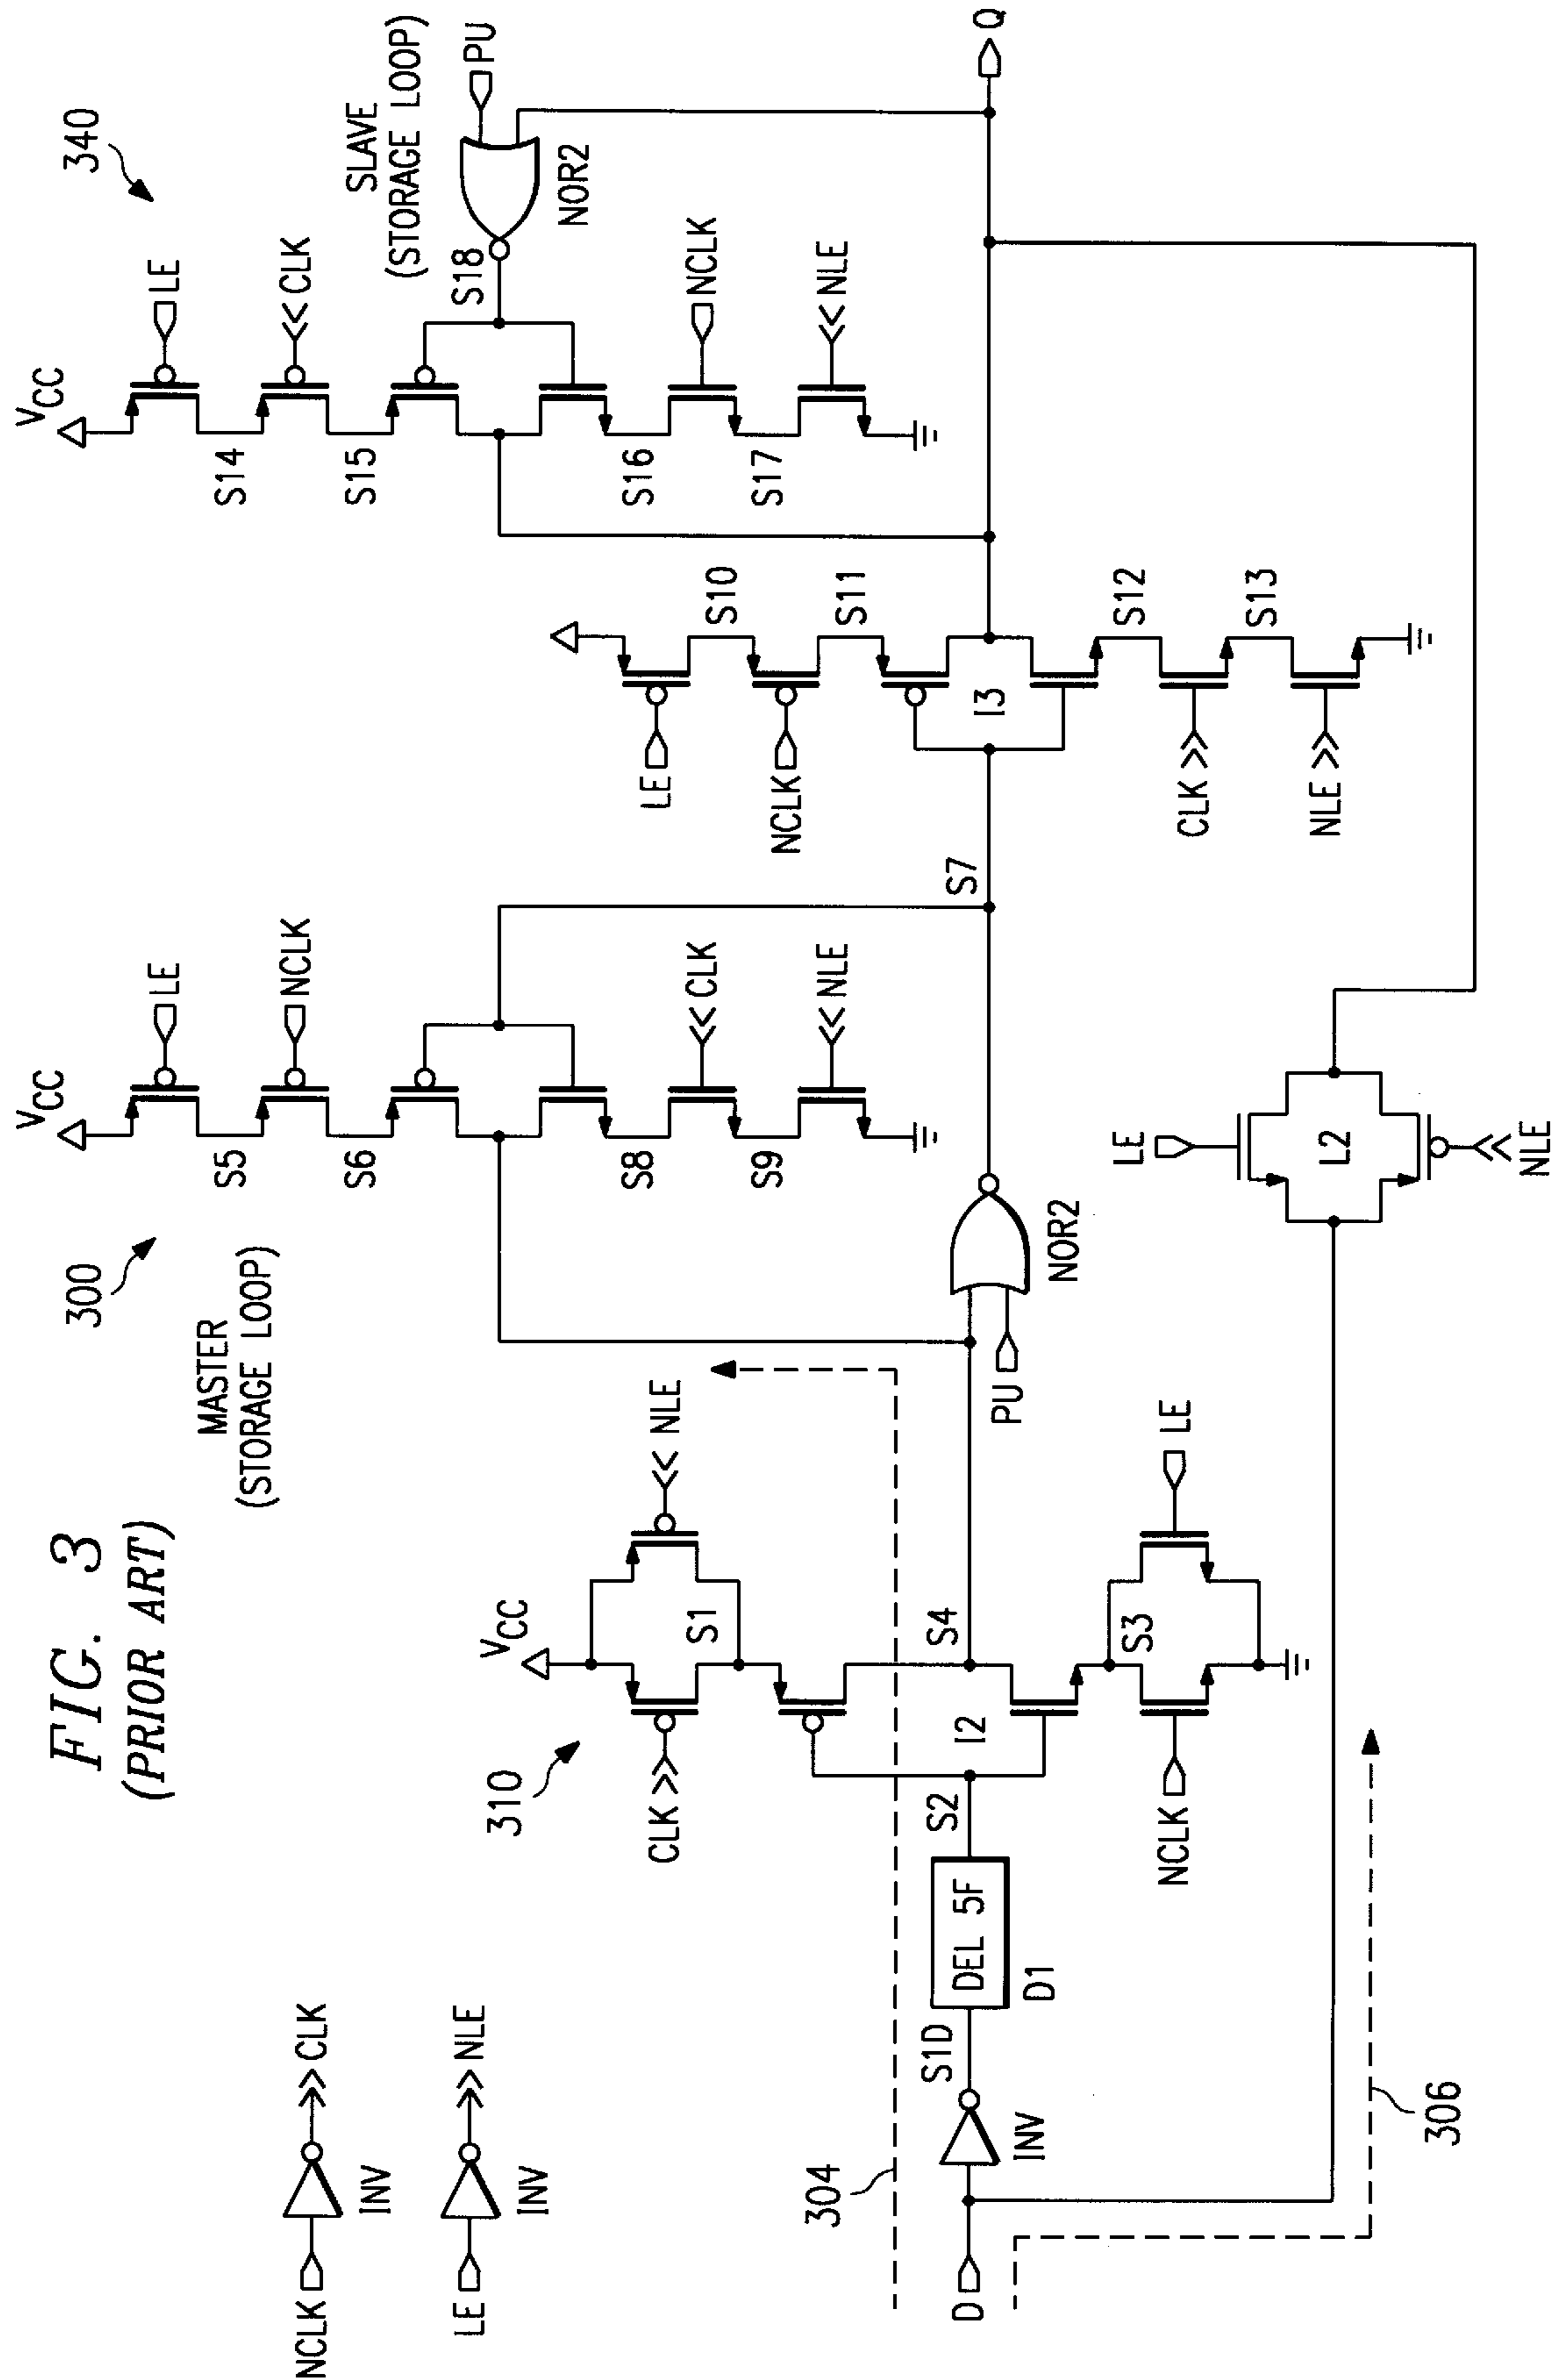 FIG. 3
(PRIOR ART)
NCLK
INV
CLK
LE
INV
NLE
300
MASTER
(STORAGE LOOP)
VCC
LE
S5
NCLK
S6
S8
CLK
S9
NLE
340
VCC
LE
S14
CLK
S15
S16
NCLK
S17
NLE
SLAVE
(STORAGE LOOP)
PU
NOR2
S18
310
VCC
CLK
S1
NLE
304
D
INV
S1D
DEL 5F
D1
S2
I2
S4
NCLK
S3
LE
PU
NOR2
S7
LE
S10
NCLK
S11
I3
S12
CLK
S13
NLE
Q
306
LE
L2
NLE